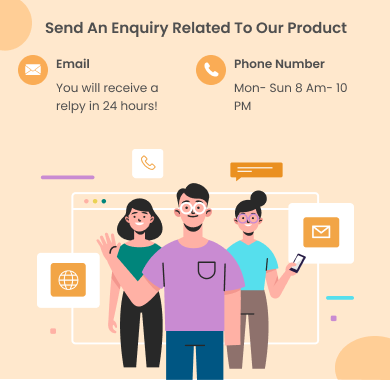 Send An Enquiry Related To Our Product
Email
You will receive a
relpy in 24 hours!
Phone Number
Mon- Sun 8 Am- 10
PM